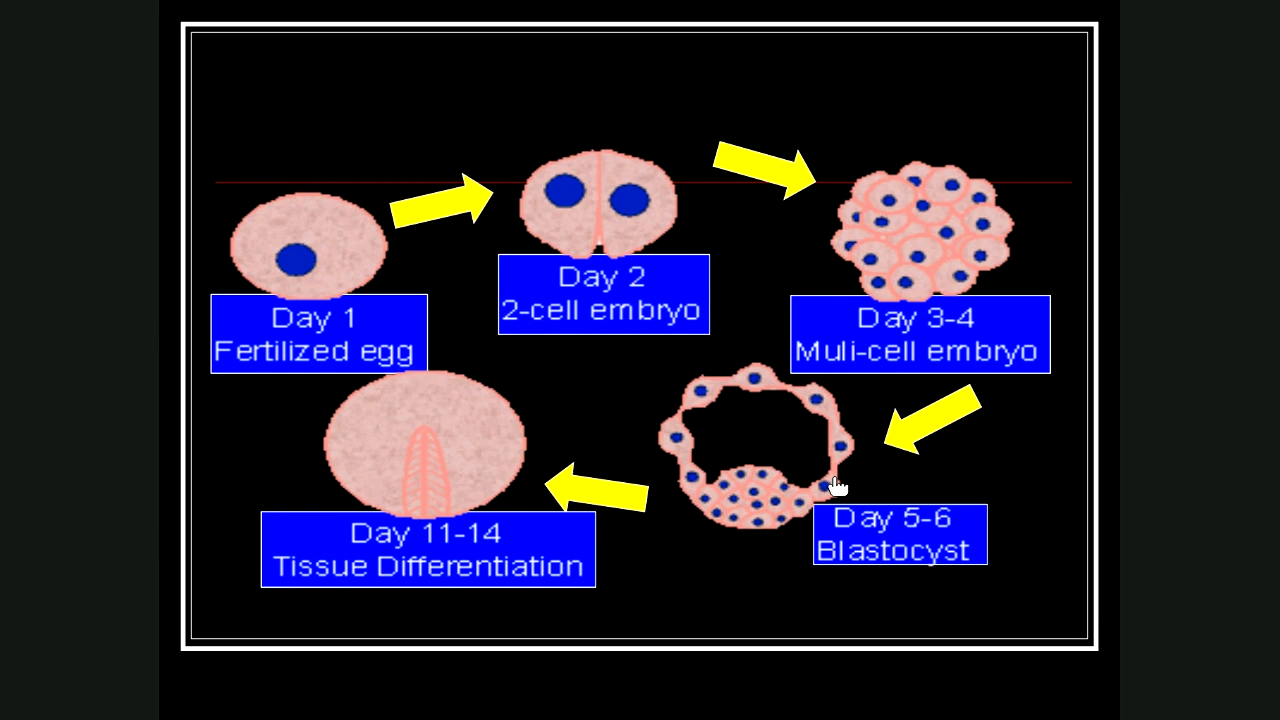 Day 1
Fertilized egg
Day 2
2-cell embryo
Day 3-4
Muli-cell embryo
Day 5-6
Blastocyst
Day 11-14
Tissue Differentiation